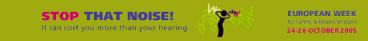 STOP THAT NOISE!
It can cost you more than your hearing
EUROPEAN WEEK
for Safety & Health at Work
24-28 OCTOBER 2005